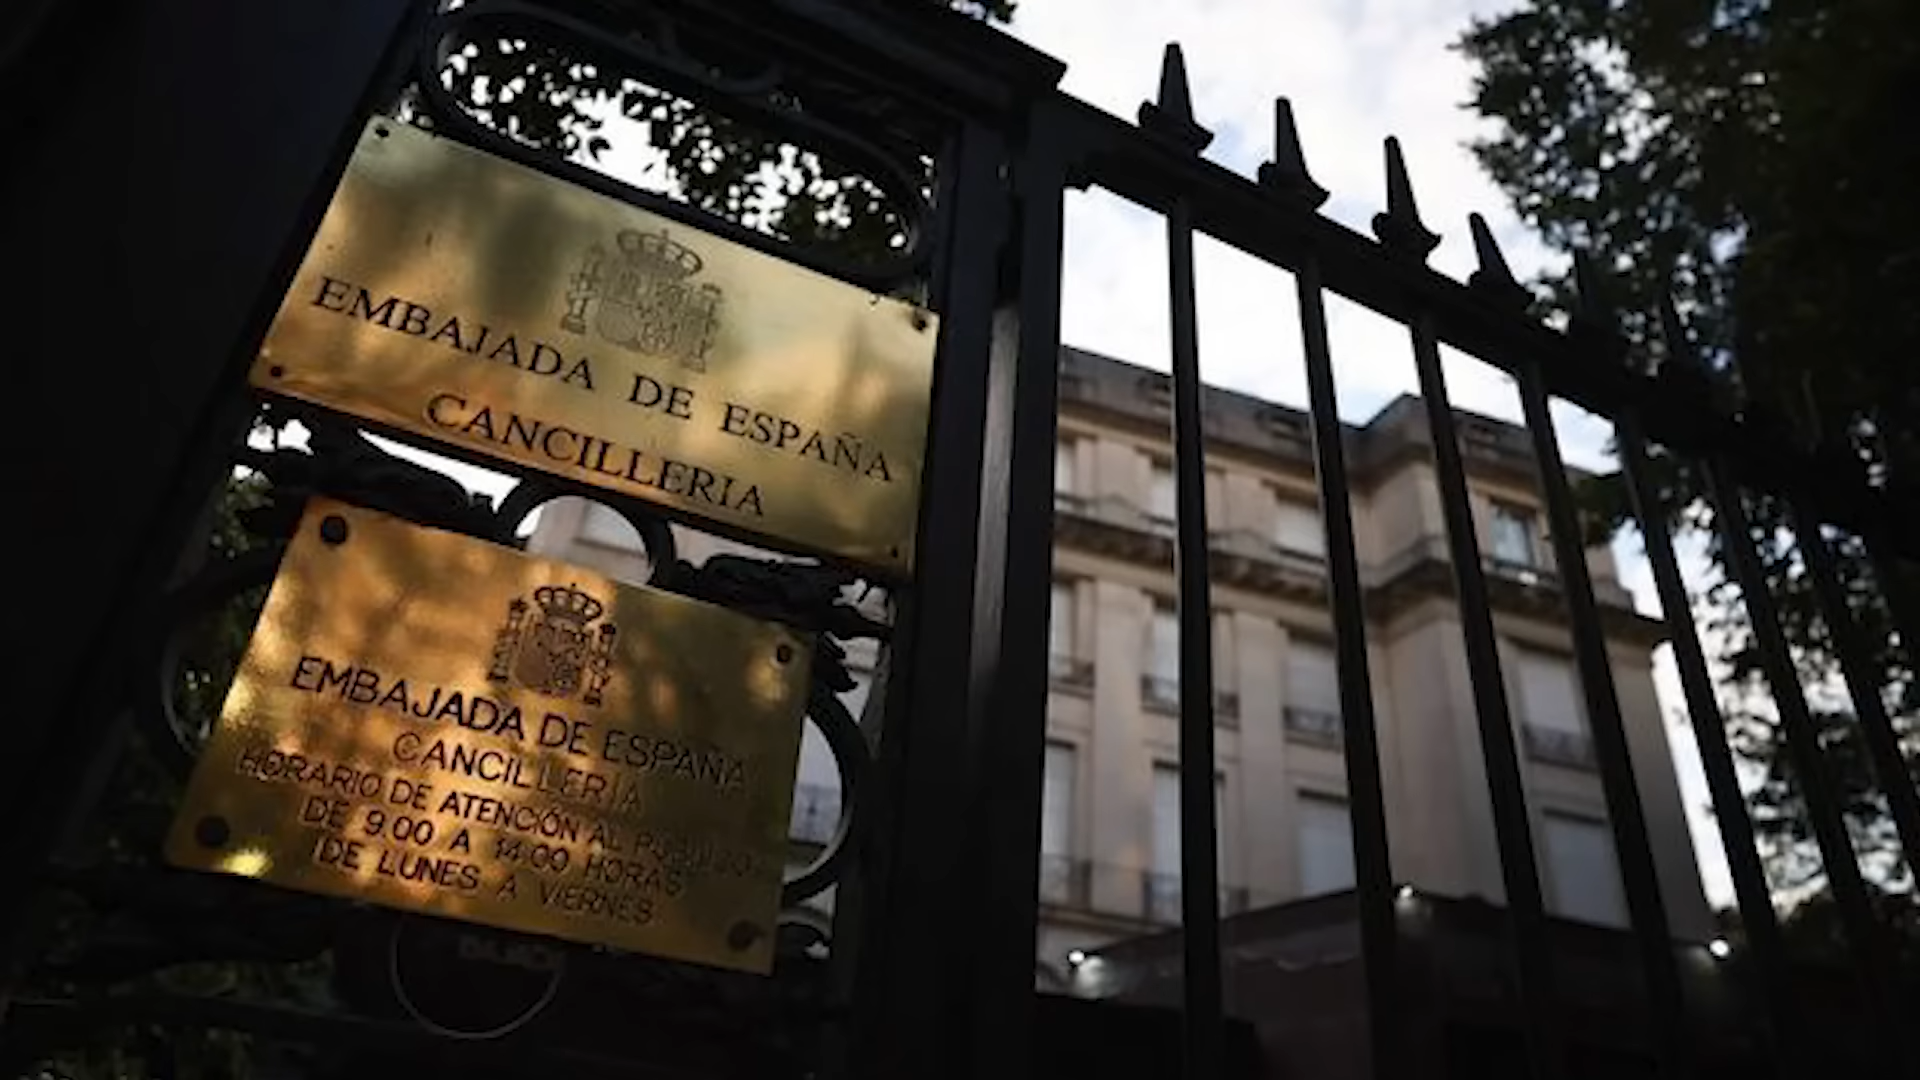 EMBAJADA DE ESPAÑA
CANCILLERIA
EMBAJADA DE ESPAÑA
CANCILLERIA
HORARIO DE ATENCIÓN AL PUBLICO
DE 9.00 A 14.00 HORAS
DE LUNES A VIERNES